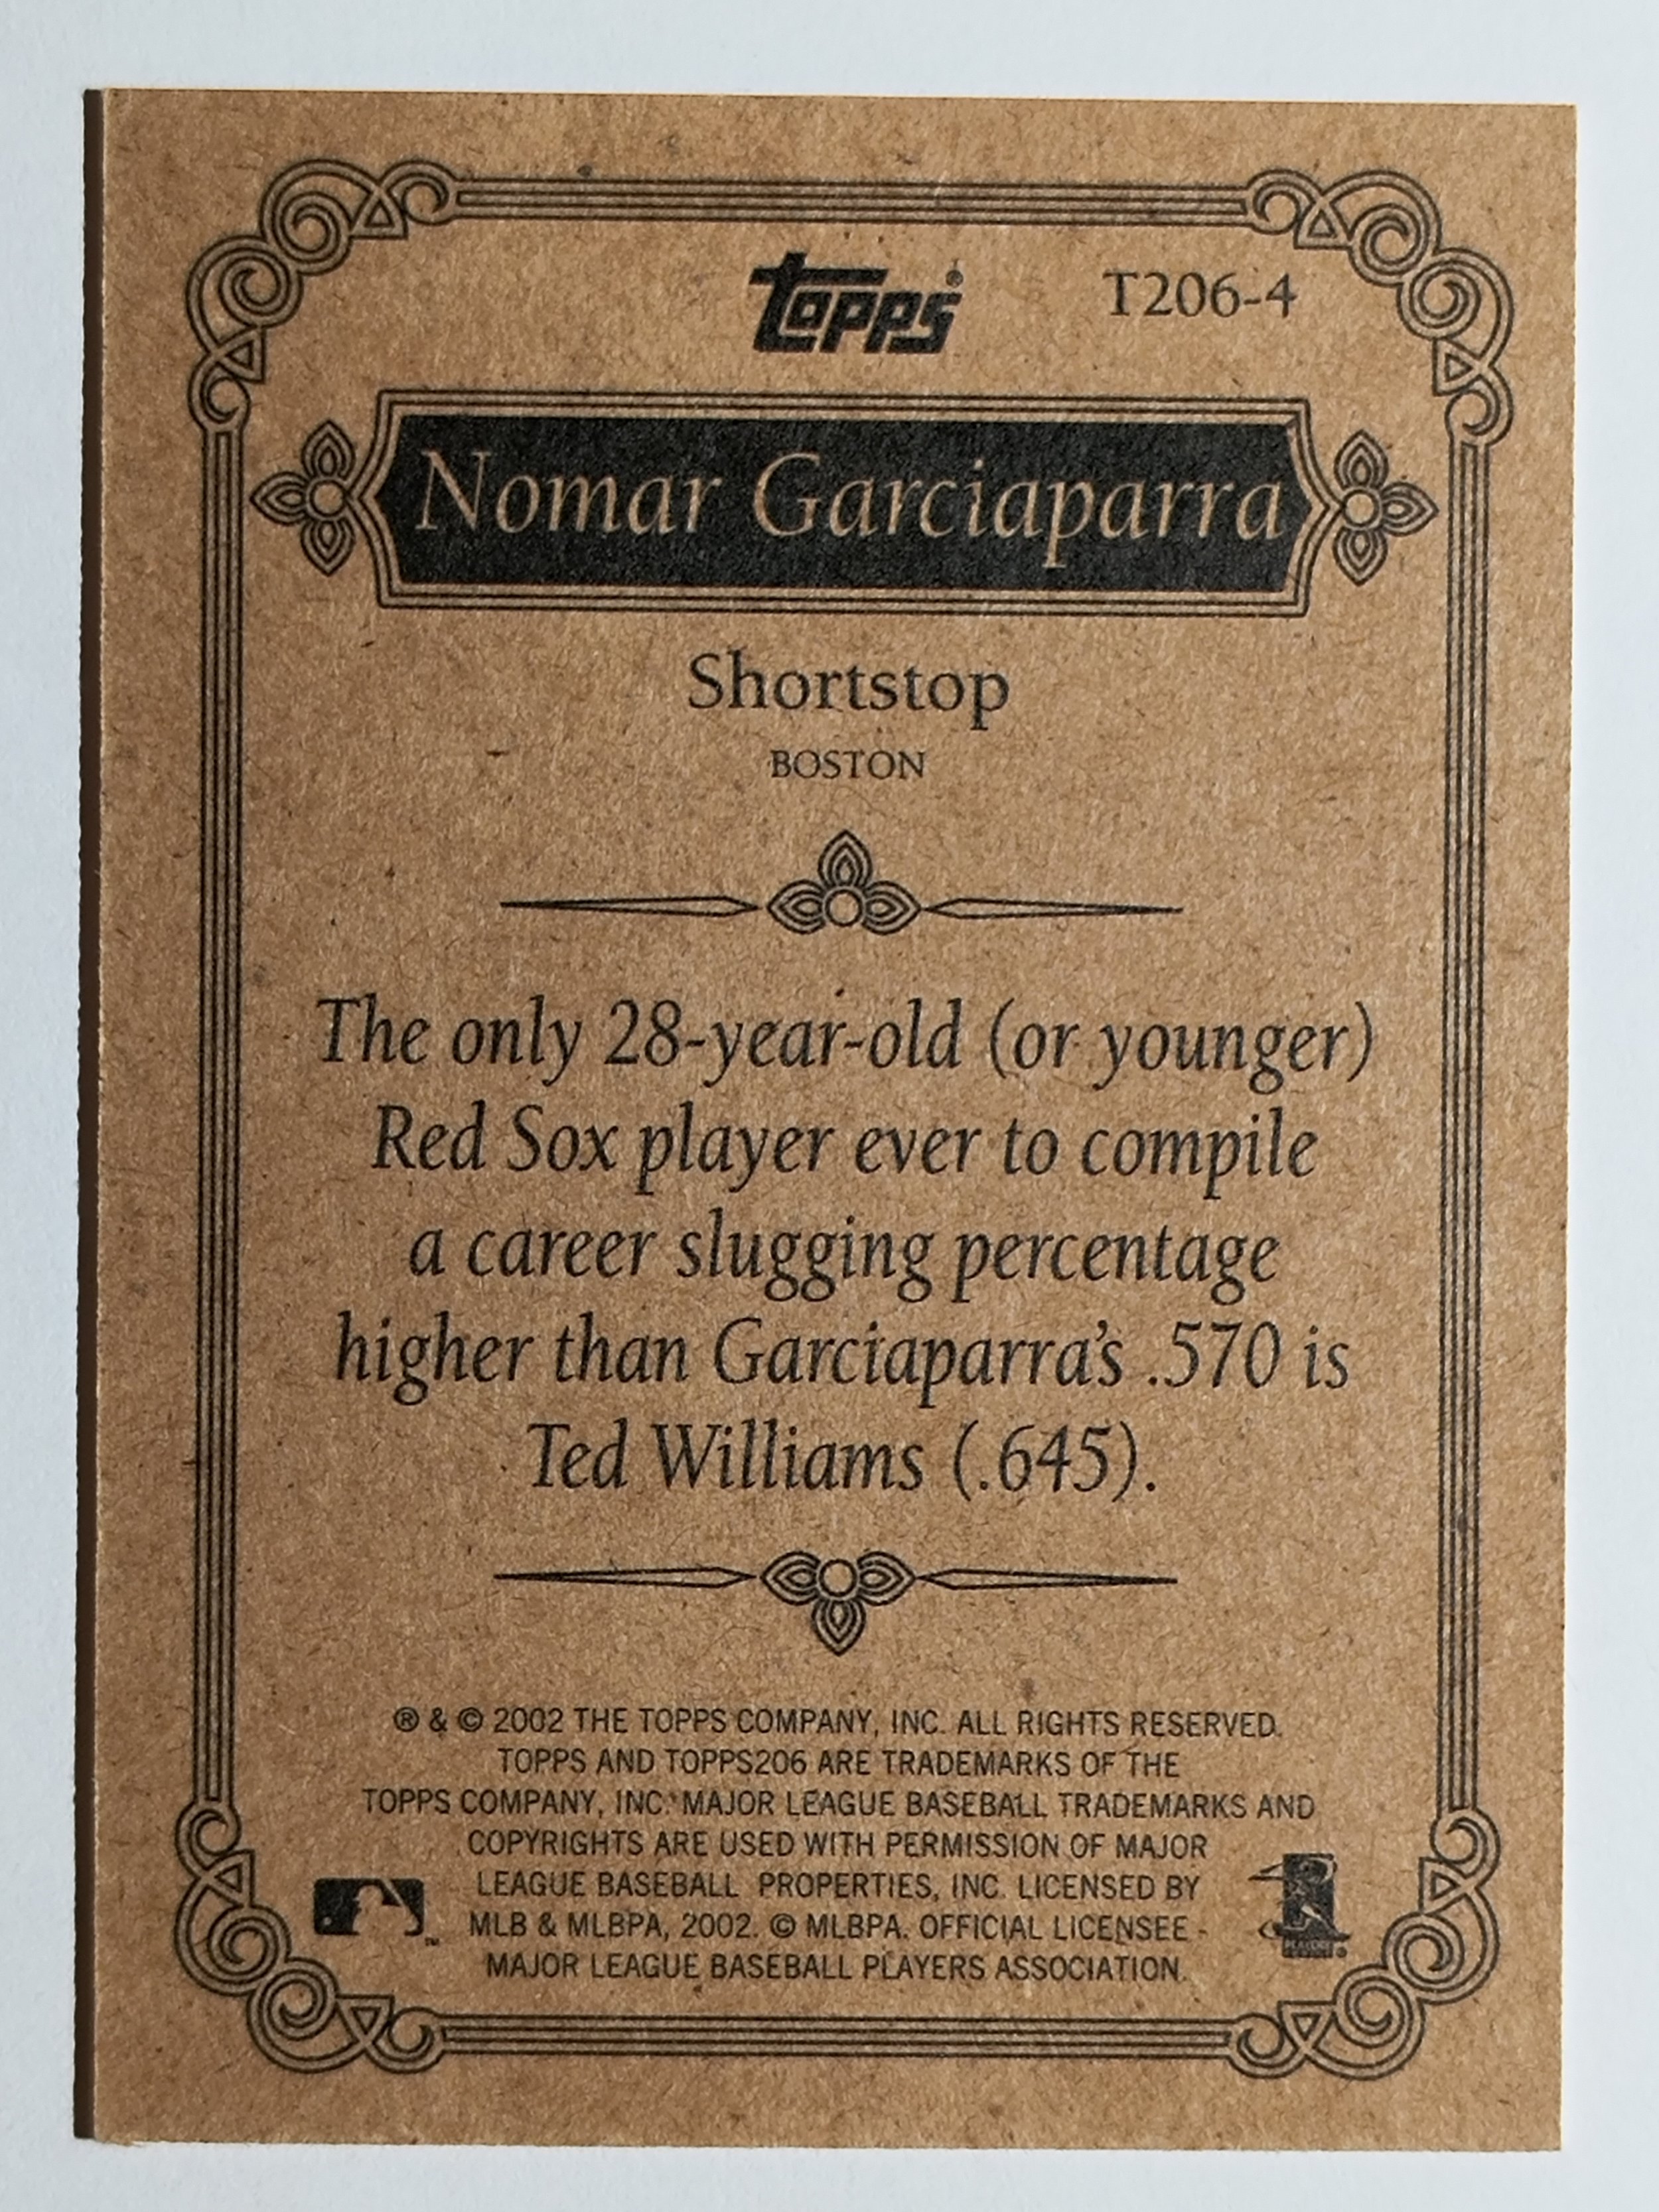 topps® T206-4
Nomar Garciaparra
Shortstop
BOSTON
The only 28-year-old (or younger)
Red Sox player ever to compile
a career slugging percentage
higher than Garciaparra's .570 is
Ted Williams (.645).
® & © 2002 THE TOPPS COMPANY, INC. ALL RIGHTS RESERVED.
TOPPS AND TOPPS206 ARE TRADEMARKS OF THE
TOPPS COMPANY, INC. MAJOR LEAGUE BASEBALL TRADEMARKS AND
COPYRIGHTS ARE USED WITH PERMISSION OF MAJOR
LEAGUE BASEBALL PROPERTIES, INC. LICENSED BY
MLB & MLBPA, 2002. © MLBPA. OFFICIAL LICENSEE -
MAJOR LEAGUE BASEBALL PLAYERS ASSOCIATION.
™